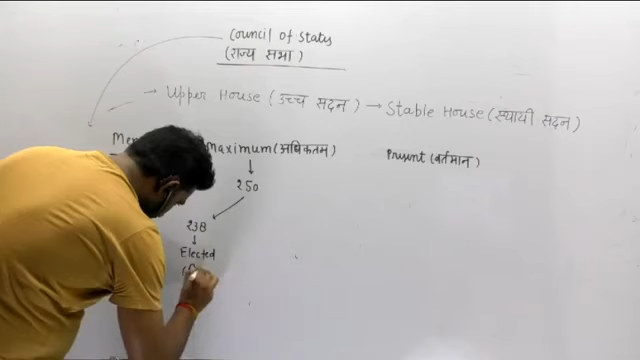 Council of States
(राज्य सभा)
→ Upper House (उच्च सदन) → Stable House (स्थायी सदन)
Maximum (अधिकतम) Present (वर्तमान)
250
238
Elected